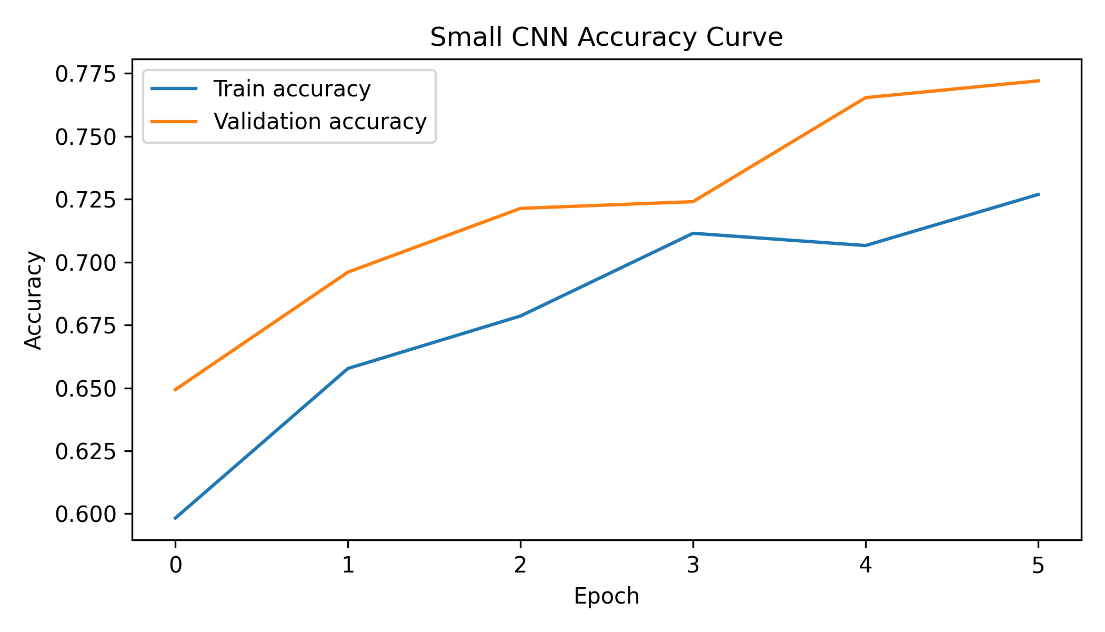 Small CNN Accuracy Curve
Train accuracy
Validation accuracy
0.775
0.750
0.725
0.700
0.675
0.650
0.625
0.600
Accuracy
0 1 2 3 4 5
Epoch